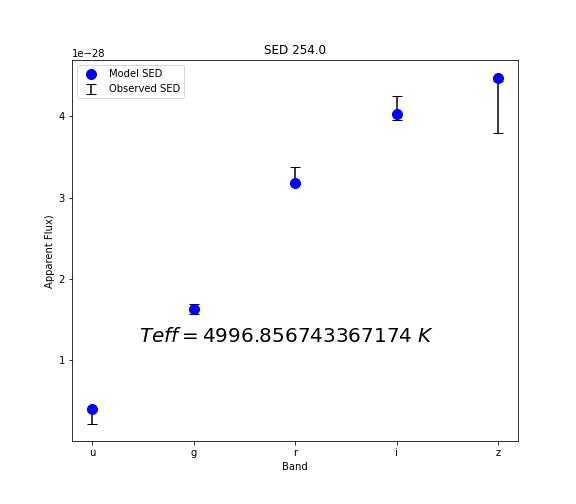 SED 254.0
1e−28
Model SED
Observed SED
4
3
2
1
Apparent Flux)
Teff = 4996.856743367174 K
u g r i z
Band